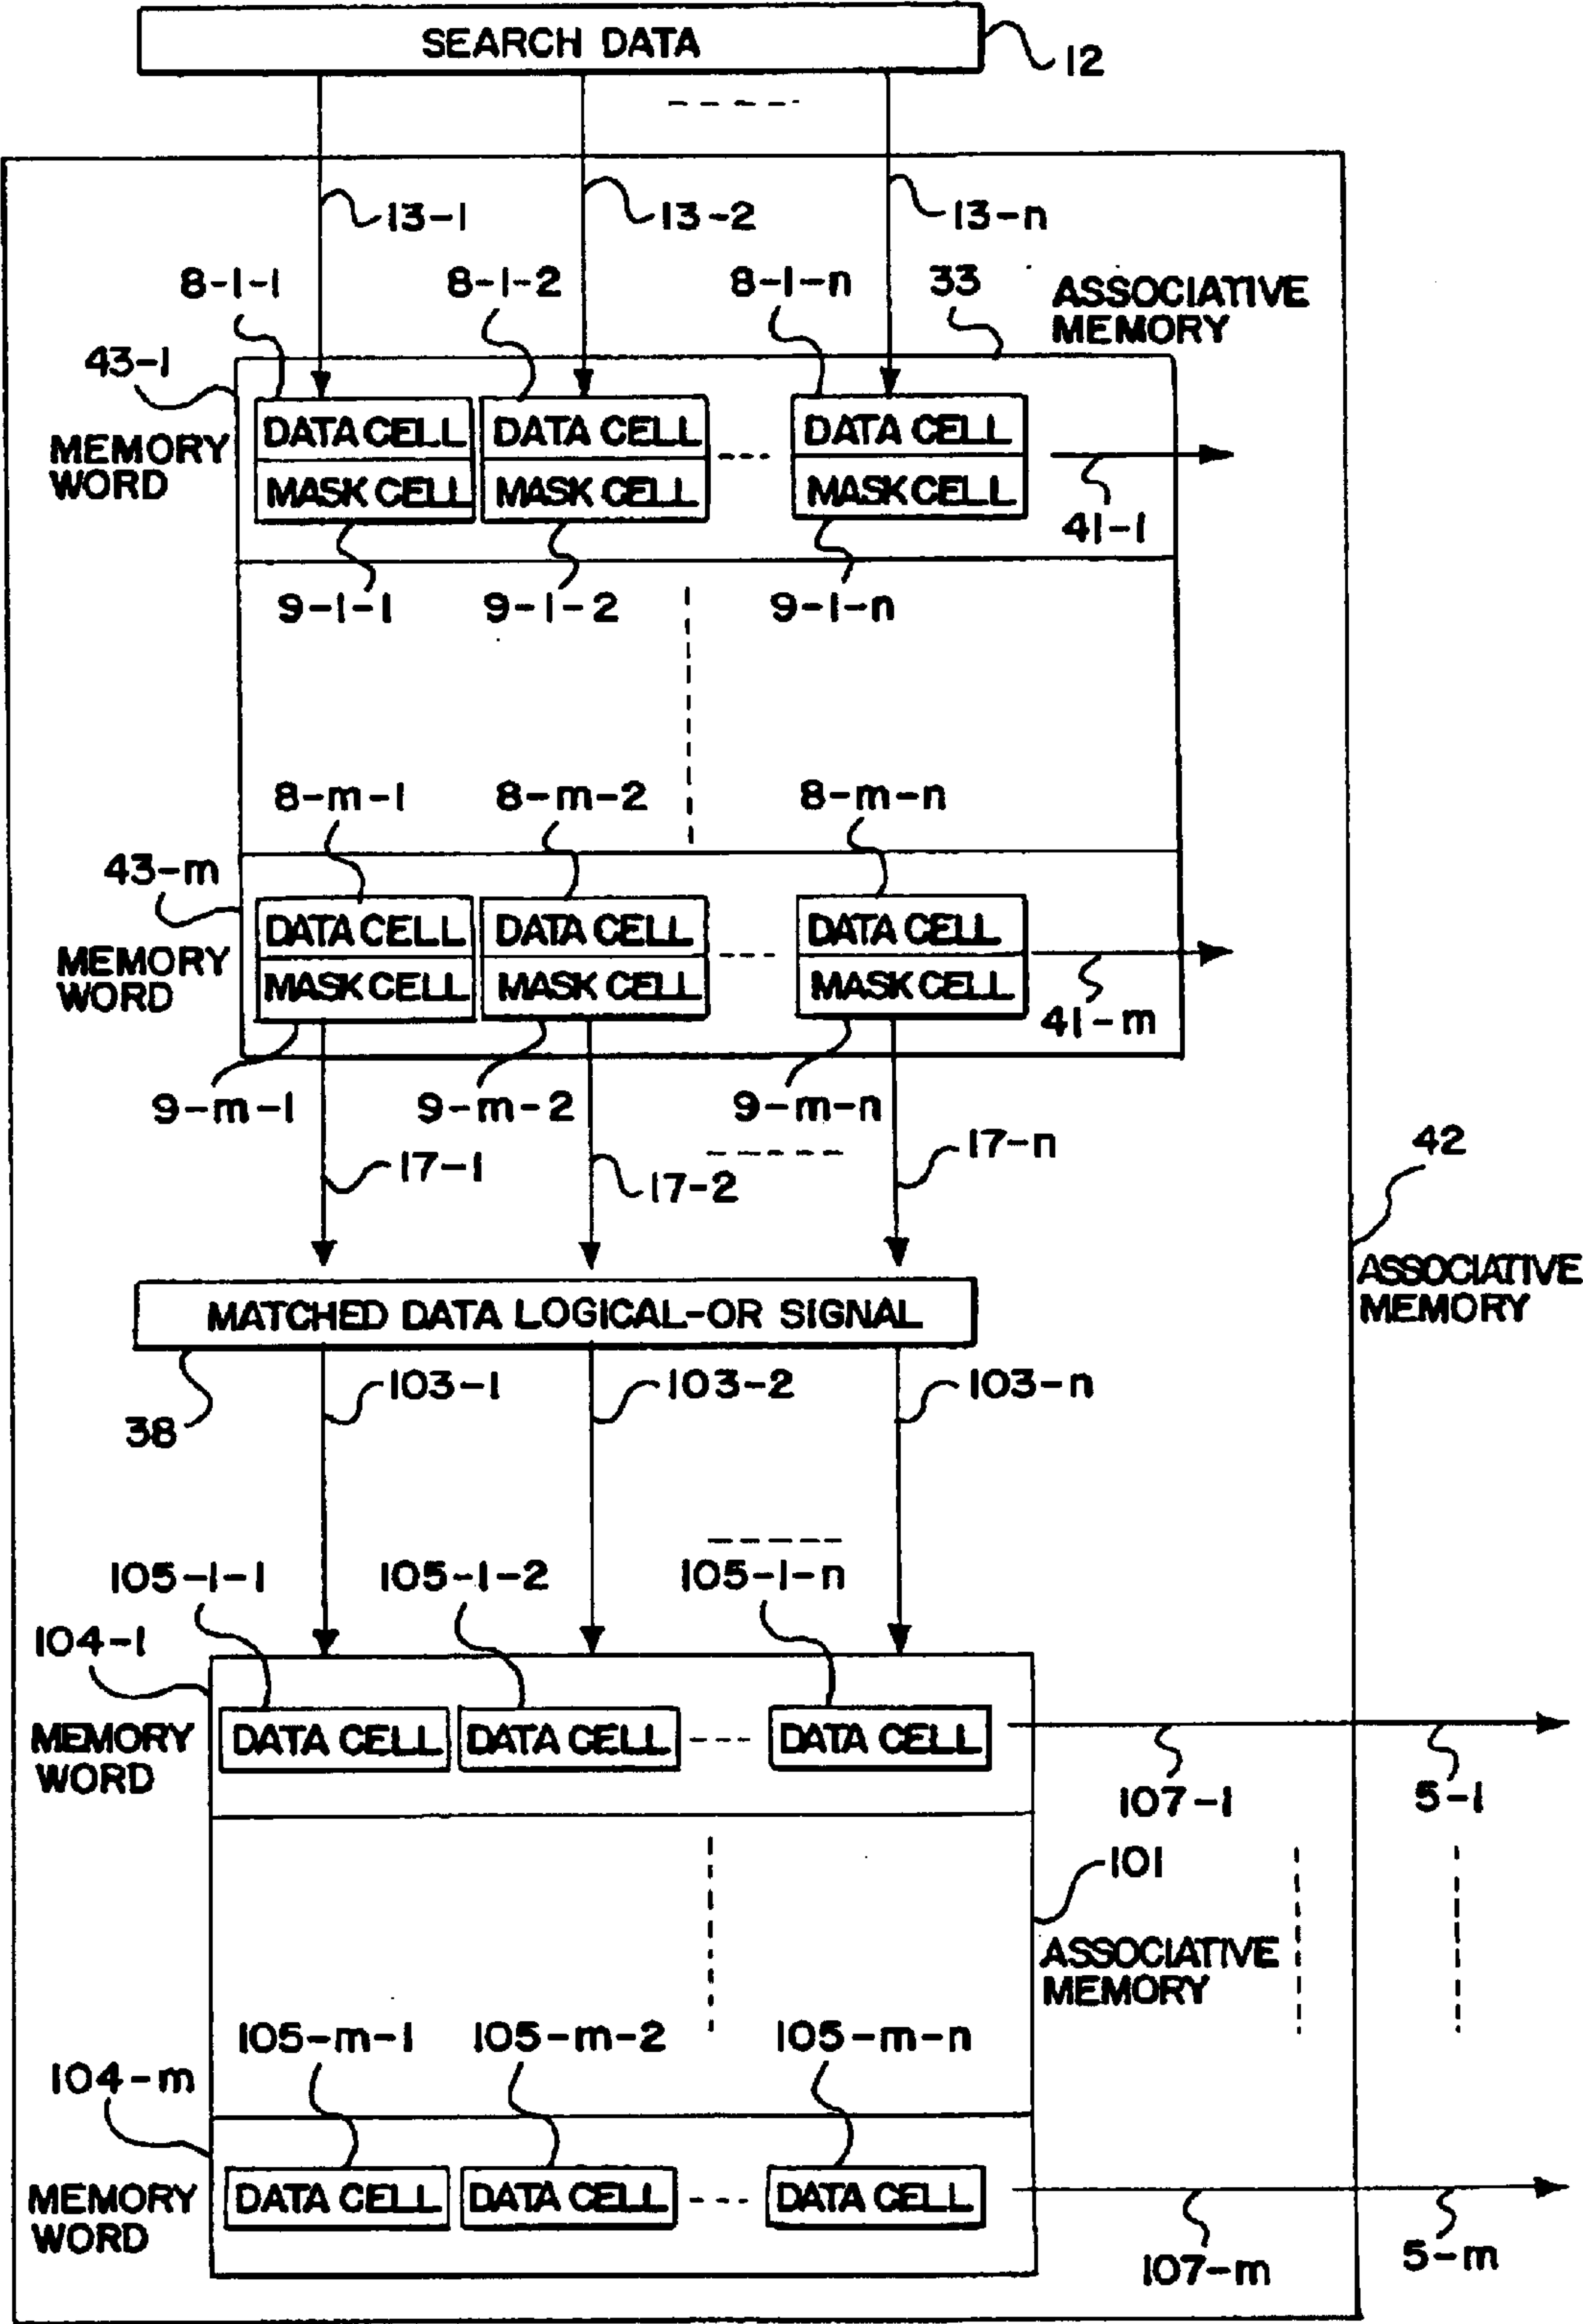 SEARCH DATA
12
13-1
13-2
13-n
8-1-1
8-1-2
8-1-n
33
ASSOCIATIVE
MEMORY
43-1
MEMORY
WORD
DATA CELL
DATA CELL
DATA CELL
MASK CELL
MASK CELL
MASK CELL
41-1
9-1-1
9-1-2
9-1-n
8-m-1
8-m-2
8-m-n
43-m
MEMORY
WORD
DATA CELL
DATA CELL
DATA CELL
MASK CELL
MASK CELL
MASK CELL
41-m
9-m-1
9-m-2
9-m-n
17-1
17-2
17-n
42
ASSOCIATIVE
MEMORY
MATCHED DATA LOGICAL-OR SIGNAL
38
103-1
103-2
103-n
105-1-1
105-1-2
105-1-n
104-1
MEMORY
WORD
DATA CELL
DATA CELL
DATA CELL
107-1
5-1
101
ASSOCIATIVE
MEMORY
105-m-1
105-m-2
105-m-n
104-m
MEMORY
WORD
DATA CELL
DATA CELL
DATA CELL
107-m
5-m